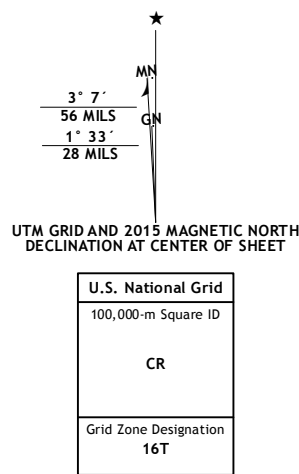 ★
MN
3° 7´
56 MILS
GN
1° 33´
28 MILS
UTM GRID AND 2015 MAGNETIC NORTH
DECLINATION AT CENTER OF SHEET
U.S. National Grid
100,000-m Square ID
CR
Grid Zone Designation
16T